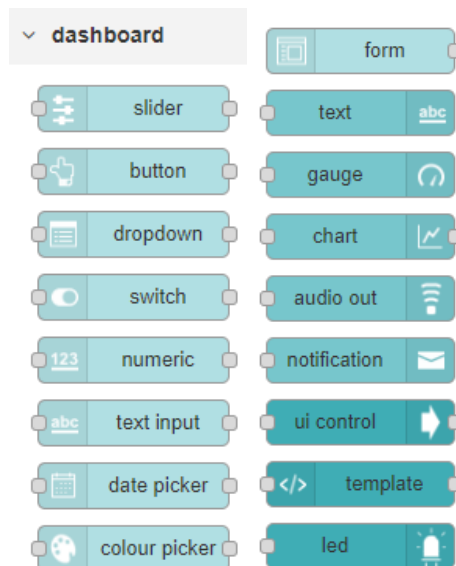 dashboard
slider
button
dropdown
switch
123 numeric
abc text input
date picker
colour picker
form
text abc
gauge
chart
audio out
notification
ui control
</> template
led